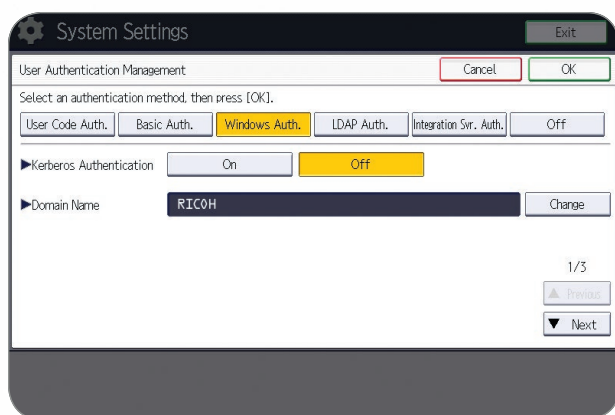 System Settings
Exit
User Authentication Management
Cancel
OK
Select an authentication method, then press [OK].
User Code Auth.
Basic Auth.
Windows Auth.
LDAP Auth.
Integration Svr. Auth.
Off
►Kerberos Authentication
On
Off
►Domain Name
RICOH
Change
1/3
▲ Previous
▼ Next